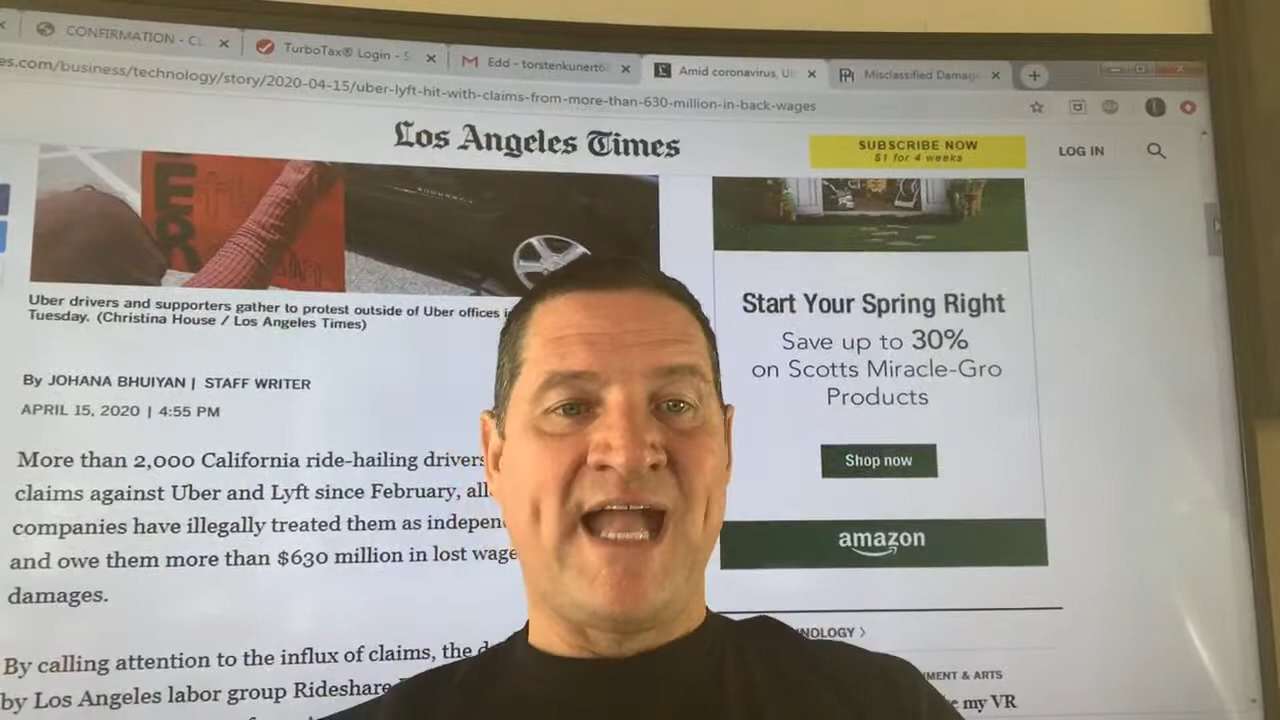 CONFIRMATION - CL
TurboTax® Login - S
Edd - torstenkunert
Amid coronavirus, U
Misclassified Damag
es.com/business/technology/story/2020-04-15/uber-lyft-hit-with-claims-from-more-than-630-million-in-back-wages
Los Angeles Times
SUBSCRIBE NOW
$1 for 4 weeks
LOG IN
ER
Uber drivers and supporters gather to protest outside of Uber offices i
Tuesday. (Christina House / Los Angeles Times)
By JOHANA BHUIYAN | STAFF WRITER
APRIL 15, 2020 | 4:55 PM
More than 2,000 California ride-hailing drivers
claims against Uber and Lyft since February, all
companies have illegally treated them as indepen
and owe them more than $630 million in lost wage
damages.
By calling attention to the influx of claims, the d
by Los Angeles labor group Rideshare
Start Your Spring Right
Save up to 30%
on Scotts Miracle-Gro
Products
Shop now
amazon
NOLOGY >
MENT & ARTS
e my VR